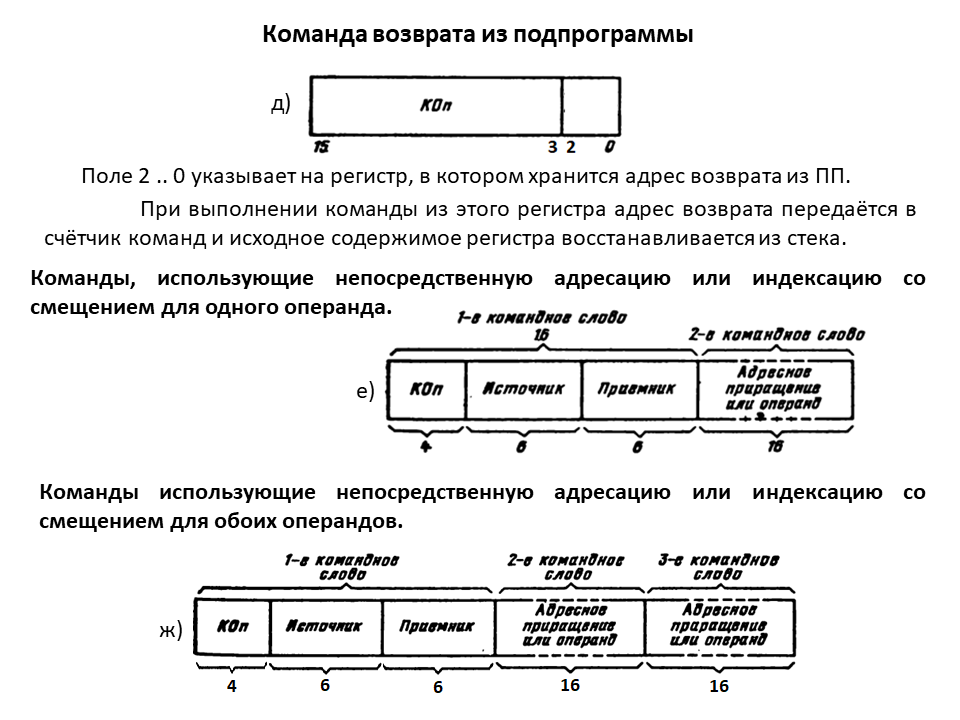 Команда возврата из подпрограммы
д)
КОп
15 3 2 0
Поле 2 .. 0 указывает на регистр, в котором хранится адрес возврата из ПП.
При выполнении команды из этого регистра адрес возврата передаётся в
счётчик команд и исходное содержимое регистра восстанавливается из стека.
Команды, использующие непосредственную адресацию или индексацию со
смещением для одного операнда.
1-е командное слово
16
2-е командное слово
е)
КОп
Источник
Приемник
Адресное
приращение
или операнд
4 6 6 16
Команды использующие непосредственную адресацию или индексацию со
смещением для обоих операндов.
1-е командное
слово
2-е командное
слово
3-е командное
слово
ж)
КОп
Источник
Приемник
Адресное
приращение
или операнд
Адресное
праращение
или операнд
4 6 6 16 16